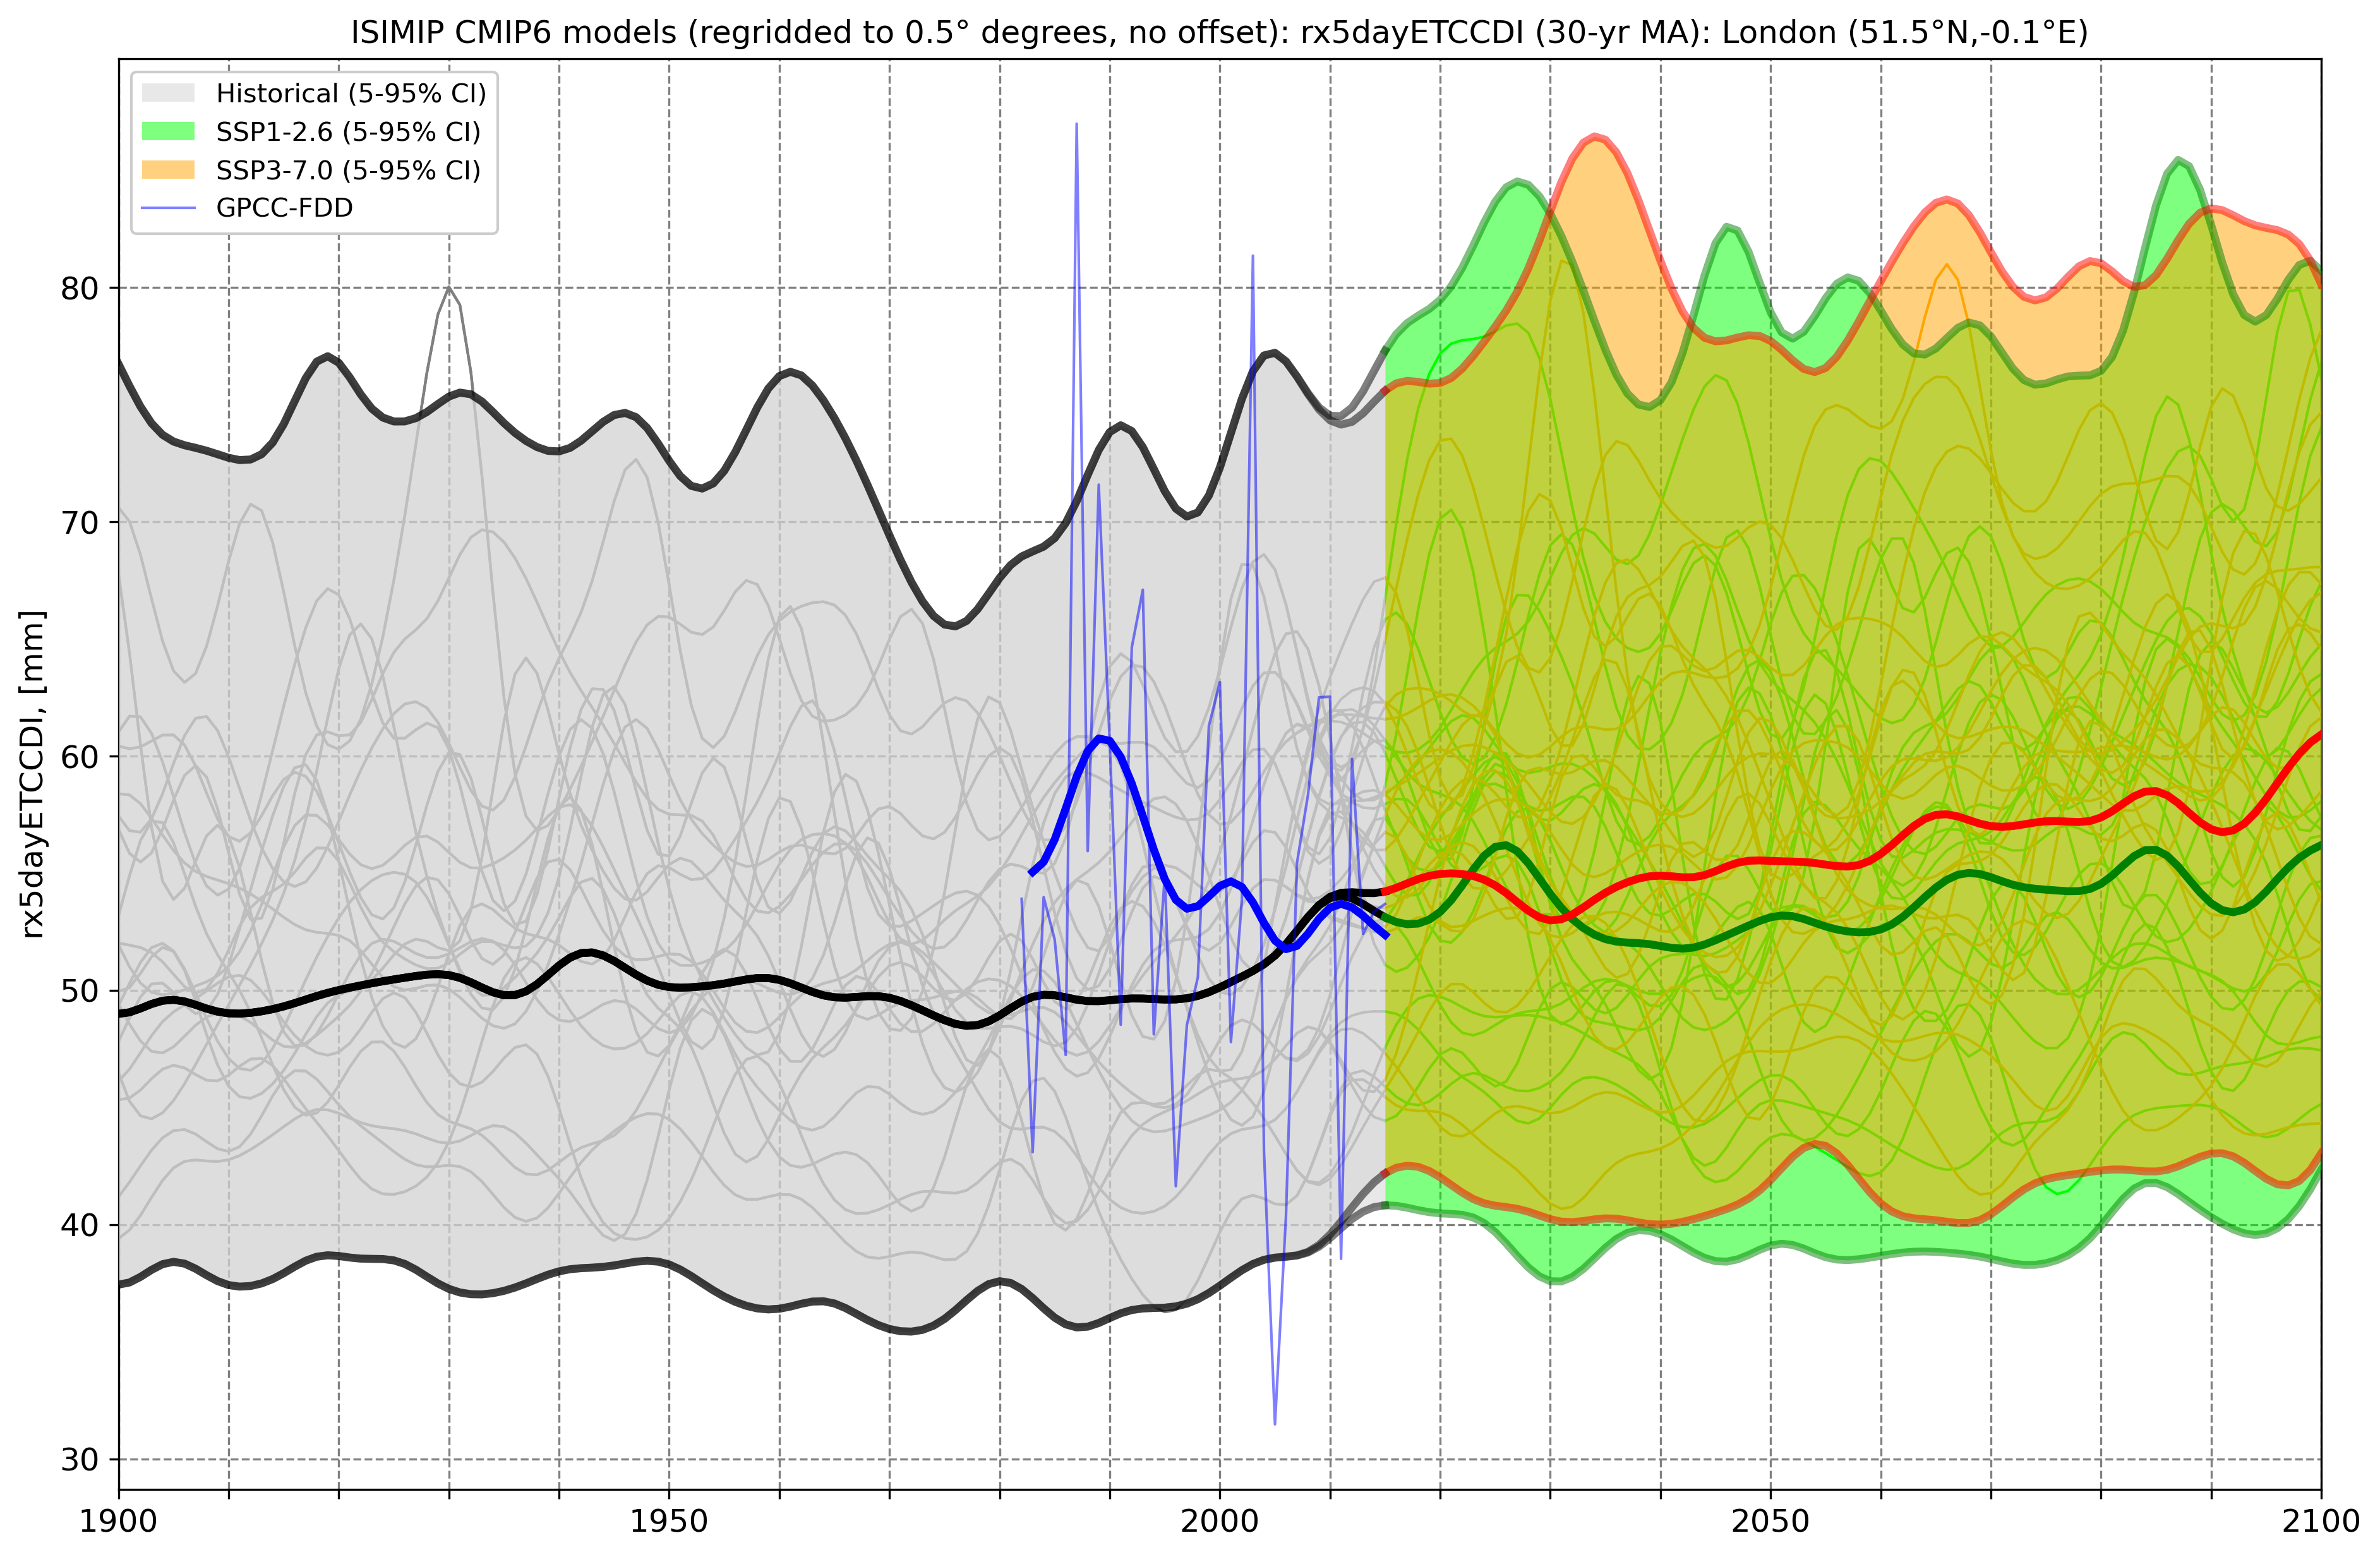 ISIMIP CMIP6 models (regridded to 0.5° degrees, no offset): rx5dayETCCDI (30-yr MA): London (51.5°N,-0.1°E)
Historical (5-95% CI)
SSP1-2.6 (5-95% CI)
SSP3-7.0 (5-95% CI)
GPCC-FDD
rx5dayETCCDI, [mm]
80
70
60
50
40
30
1900
1950
2000
2050
2100